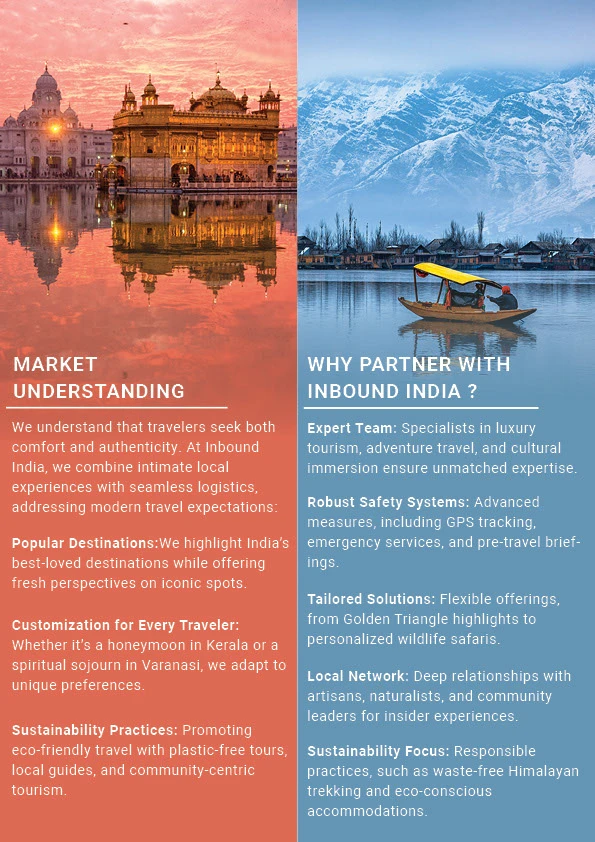 MARKET
UNDERSTANDING
We understand that travelers seek both
comfort and authenticity. At Inbound
India, we combine intimate local
experiences with seamless logistics,
addressing modern travel expectations:
Popular Destinations:We highlight India's
best-loved destinations while offering
fresh perspectives on iconic spots.
Customization for Every Traveler:
Whether it's a honeymoon in Kerala or a
spiritual sojourn in Varanasi, we adapt to
unique preferences.
Sustainability Practices: Promoting
eco-friendly travel with plastic-free tours,
local guides, and community-centric
tourism.
WHY PARTNER WITH
INBOUND INDIA ?
Expert Team: Specialists in luxury
tourism, adventure travel, and cultural
immersion ensure unmatched expertise.
Robust Safety Systems: Advanced
measures, including GPS tracking,
emergency services, and pre-travel brief-
ings.
Tailored Solutions: Flexible offerings,
from Golden Triangle highlights to
personalized wildlife safaris.
Local Network: Deep relationships with
artisans, naturalists, and community
leaders for insider experiences.
Sustainability Focus: Responsible
practices, such as waste-free Himalayan
trekking and eco-conscious
accommodations.